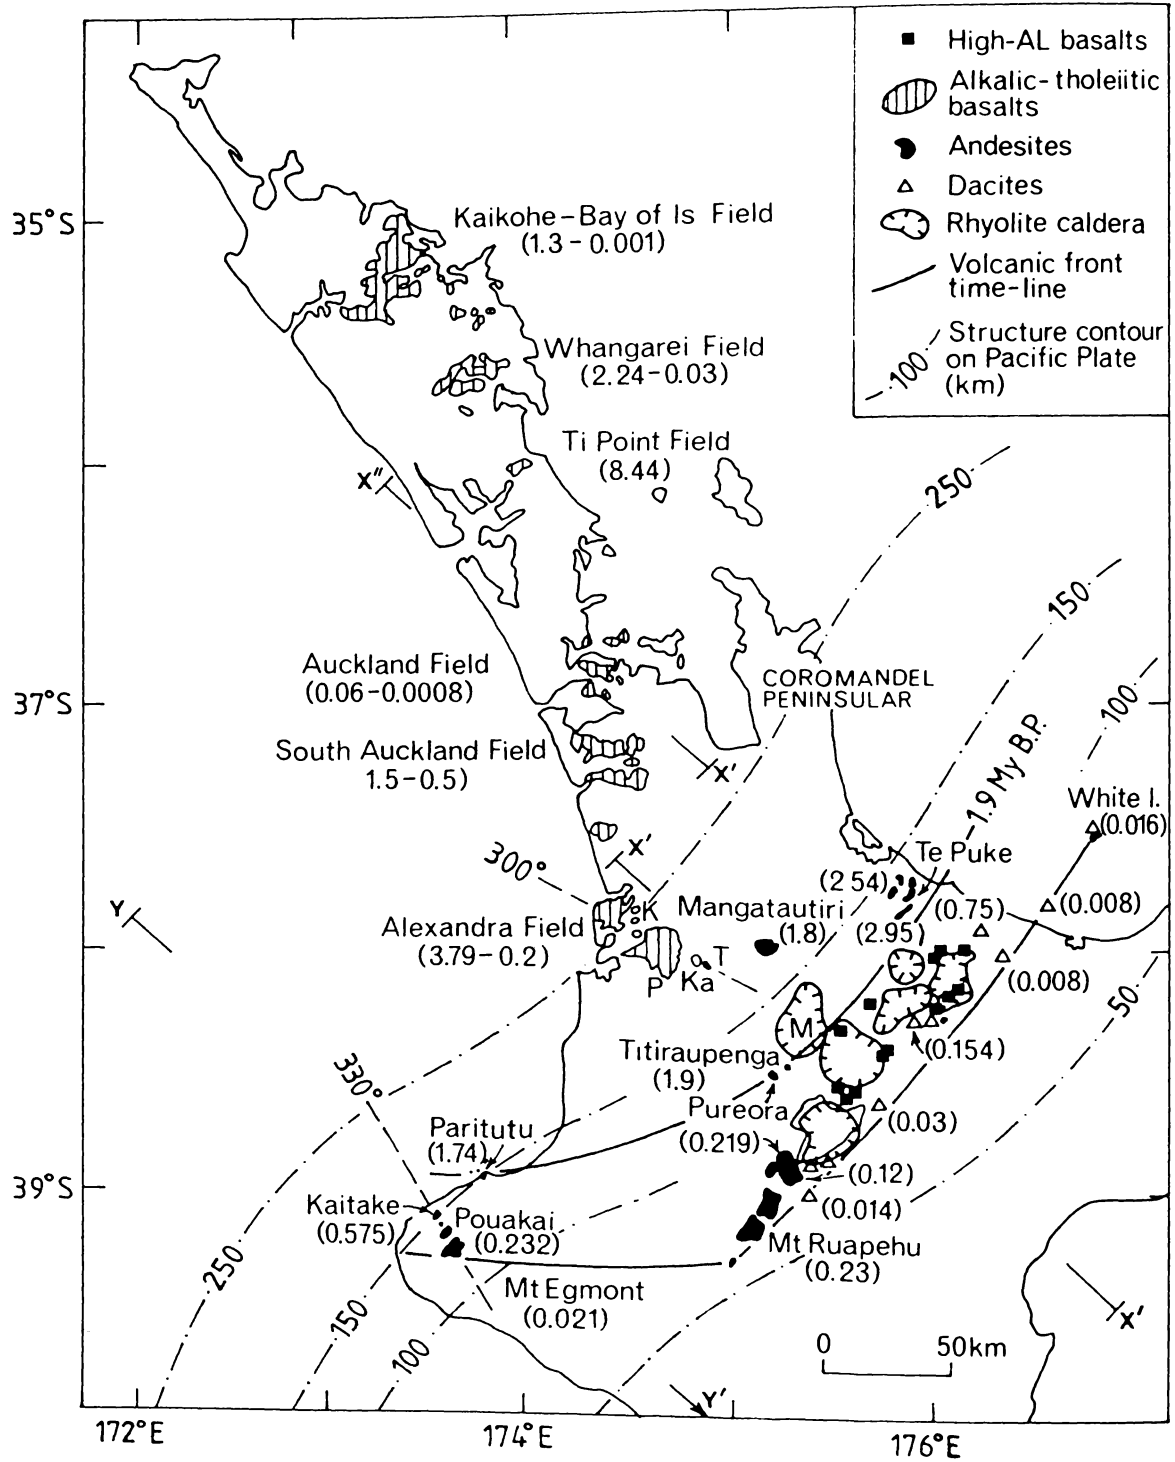 High-AL basalts
Alkalic-tholeiitic
basalts
Andesites
Dacites
Rhyolite caldera
Volcanic front
time-line
100
Structure contour
on Pacific Plate
(km)
35°S
Kaikohe-Bay of Is Field
(1.3-0.001)
Whangarei Field
(2.24-0.03)
Ti Point Field
(8.44)
X"
250
150
Auckland Field
(0.06-0.0008)
COROMANDEL
PENINSULAR
37°S
100
South Auckland Field
1.5-0.5)
X'
1.9 My B.P.
White I.
(0.016)
300°
X'
Te Puke
(2 54)
Y
K
Mangatautiri
(1.8)
(2.95)
(0.75)
(0.008)
Alexandra Field
(3.79-0.2)
T
P
Ka
(0.008)
50
M
(0.154)
Titiraupenga
(1.9)
330°
Pureora
(0.219)
(0.03)
Paritutu
(1.74)
(0.12)
39°S
(0.014)
Kaitake
(0.575)
Pouakai
(0.232)
Mt Ruapehu
(0.23)
250
Mt Egmont
(0.021)
150
100
X'
0
50km
Y'
172°E
174°E
176°E